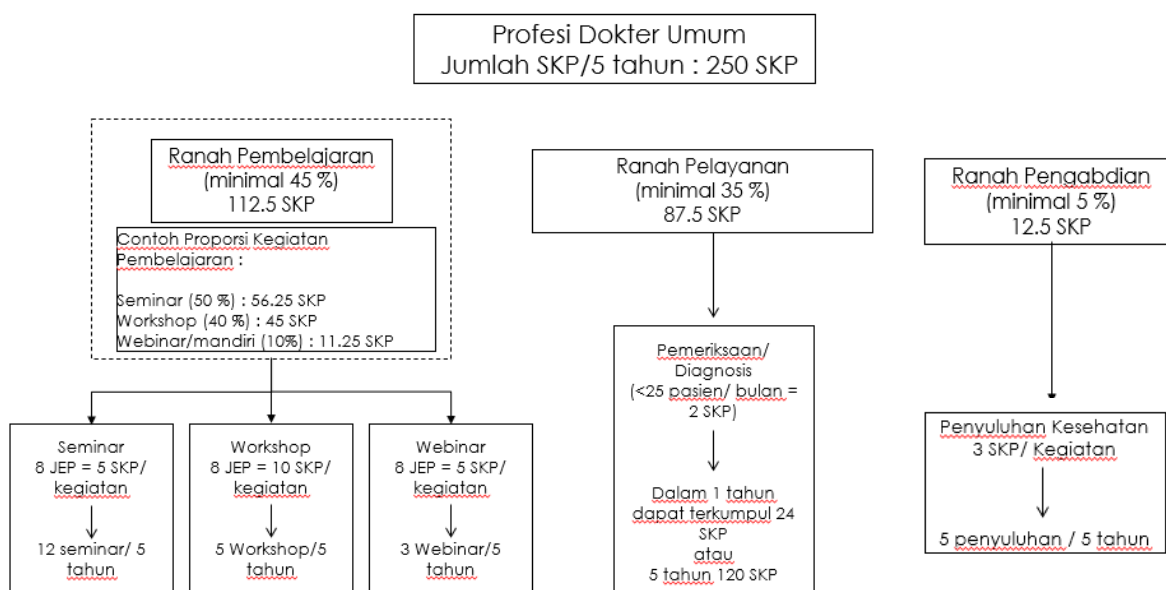 Profesi Dokter Umum
Jumlah SKP/5 tahun : 250 SKP
Ranah Pembelajaran
(minimal 45 %)
112.5 SKP
Contoh Proporsi Kegiatan
Pembelajaran :
Seminar (50 %) : 56.25 SKP
Workshop (40 %) : 45 SKP
Webinar/mandiri (10%) : 11.25 SKP
Seminar
8 JEP = 5 SKP/
kegiatan
12 seminar/ 5
tahun
Workshop
8 JEP = 10 SKP/
kegiatan
5 Workshop/5
tahun
Webinar
8 JEP = 5 SKP/
kegiatan
3 Webinar/5
tahun
Ranah Pelayanan
(minimal 35 %)
87.5 SKP
Pemeriksaan/
Diagnosis
(<25 pasien/ bulan =
2 SKP)
Dalam 1 tahun
dapat terkumpul 24
SKP
atau
5 tahun 120 SKP
Ranah Pengabdian
(minimal 5 %)
12.5 SKP
Penyuluhan Kesehatan
3 SKP/ Kegiatan
5 penyuluhan / 5 tahun